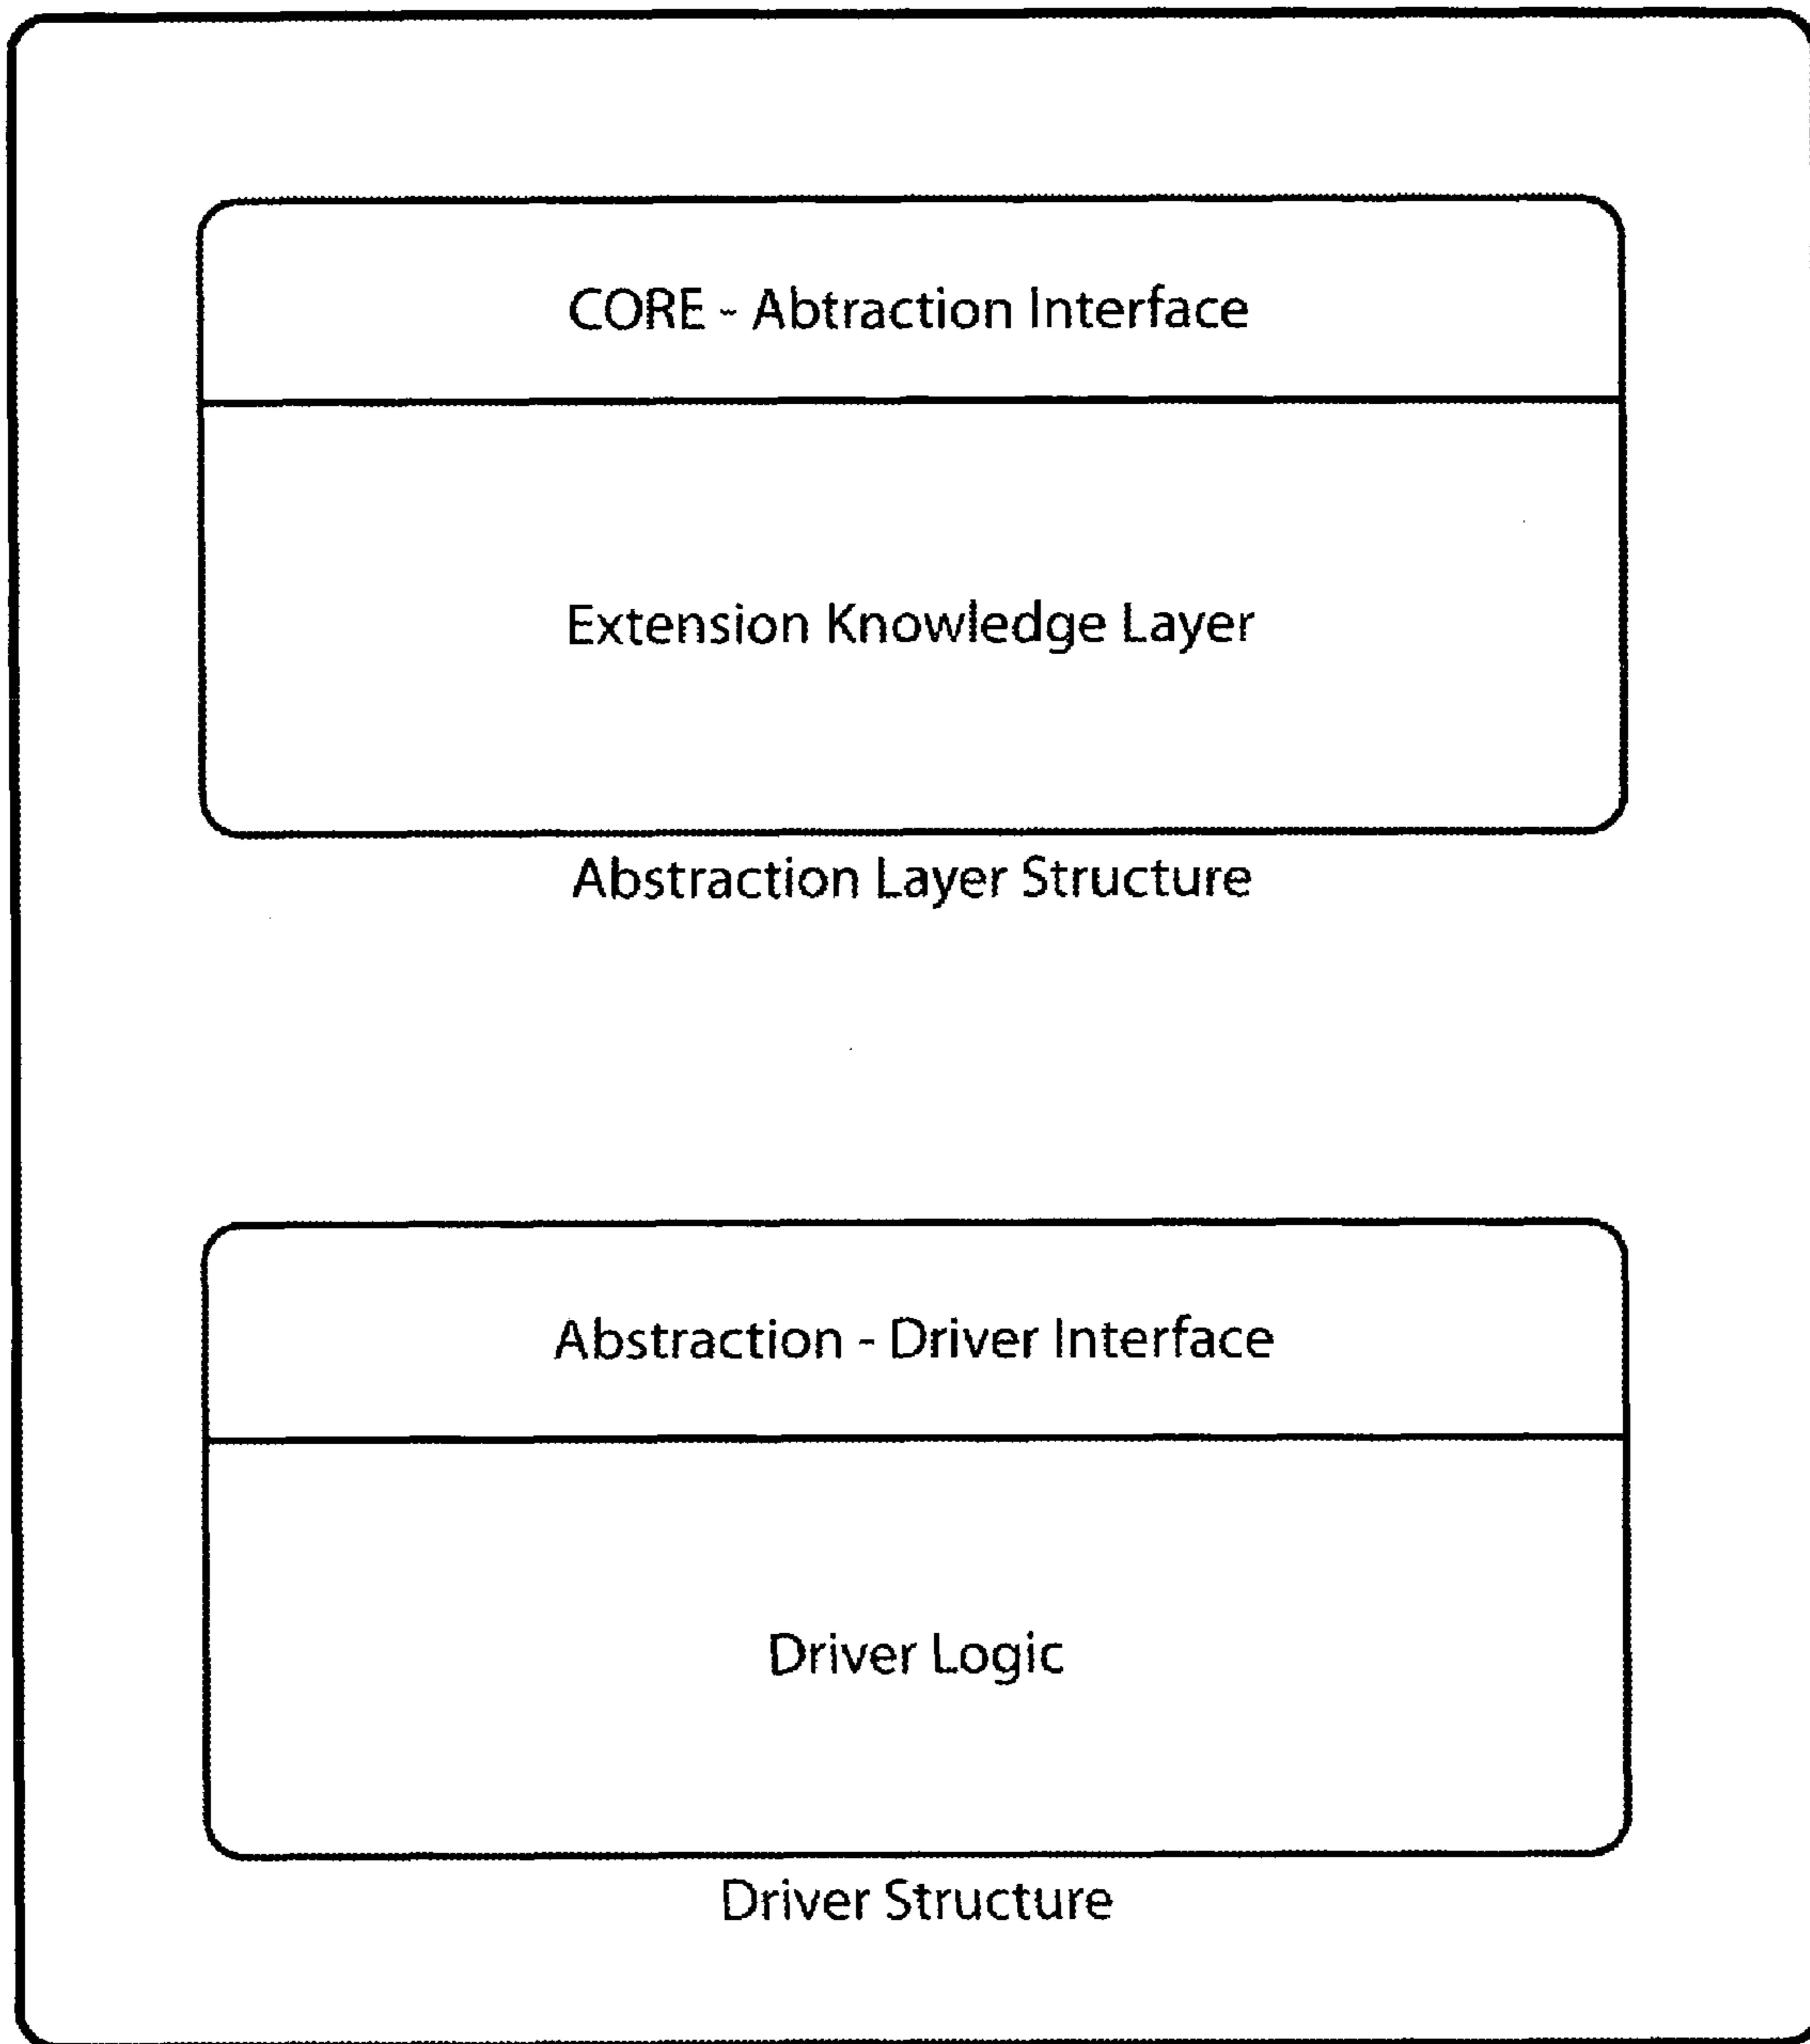 CORE - Abtraction Interface
Extension Knowledge Layer
Abstraction Layer Structure
Abstraction - Driver Interface
Driver Logic
Driver Structure